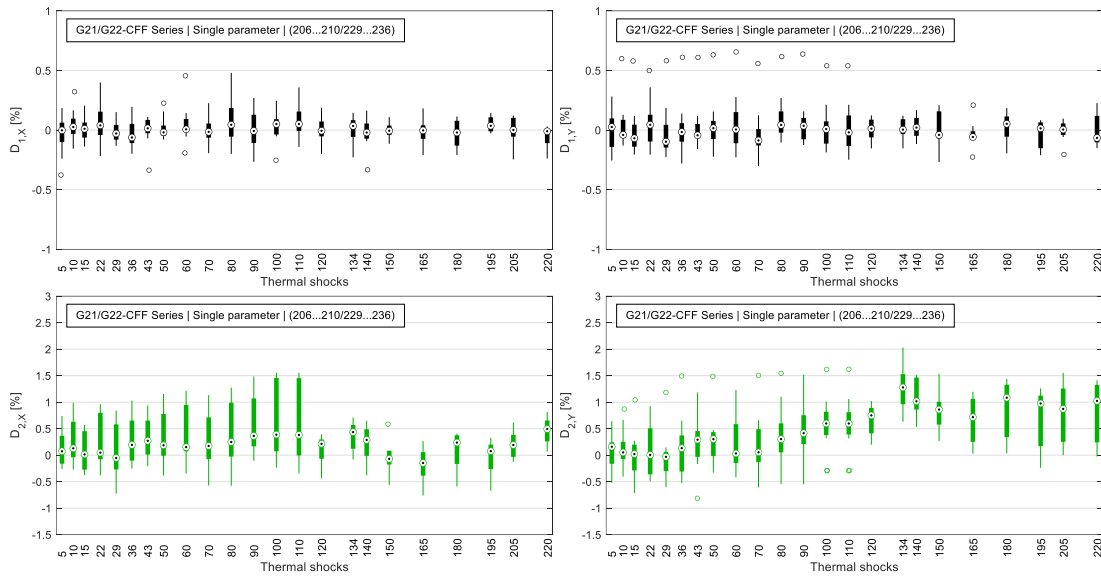 G21/G22-CFF Series | Single parameter | (206...210/229...236)
D1,X [%]
1
0.5
0
-0.5
-1
5 10 15 22 29 36 43 50 60 70 80 90 100 110 120 134 140 150 165 180 195 205 220
Thermal shocks
G21/G22-CFF Series | Single parameter | (206...210/229...236)
D1,Y [%]
1
0.5
0
-0.5
-1
5 10 15 22 29 36 43 50 60 70 80 90 100 110 120 134 140 150 165 180 195 205 220
Thermal shocks
G21/G22-CFF Series | Single parameter | (206...210/229...236)
D2,X [%]
3
2.5
2
1.5
1
0.5
0
-0.5
-1
-1.5
5 10 15 22 29 36 43 50 60 70 80 90 100 110 120 134 140 150 165 180 195 205 220
Thermal shocks
G21/G22-CFF Series | Single parameter | (206...210/229...236)
D2,Y [%]
3
2.5
2
1.5
1
0.5
0
-0.5
-1
-1.5
5 10 15 22 29 36 43 50 60 70 80 90 100 110 120 134 140 150 165 180 195 205 220
Thermal shocks